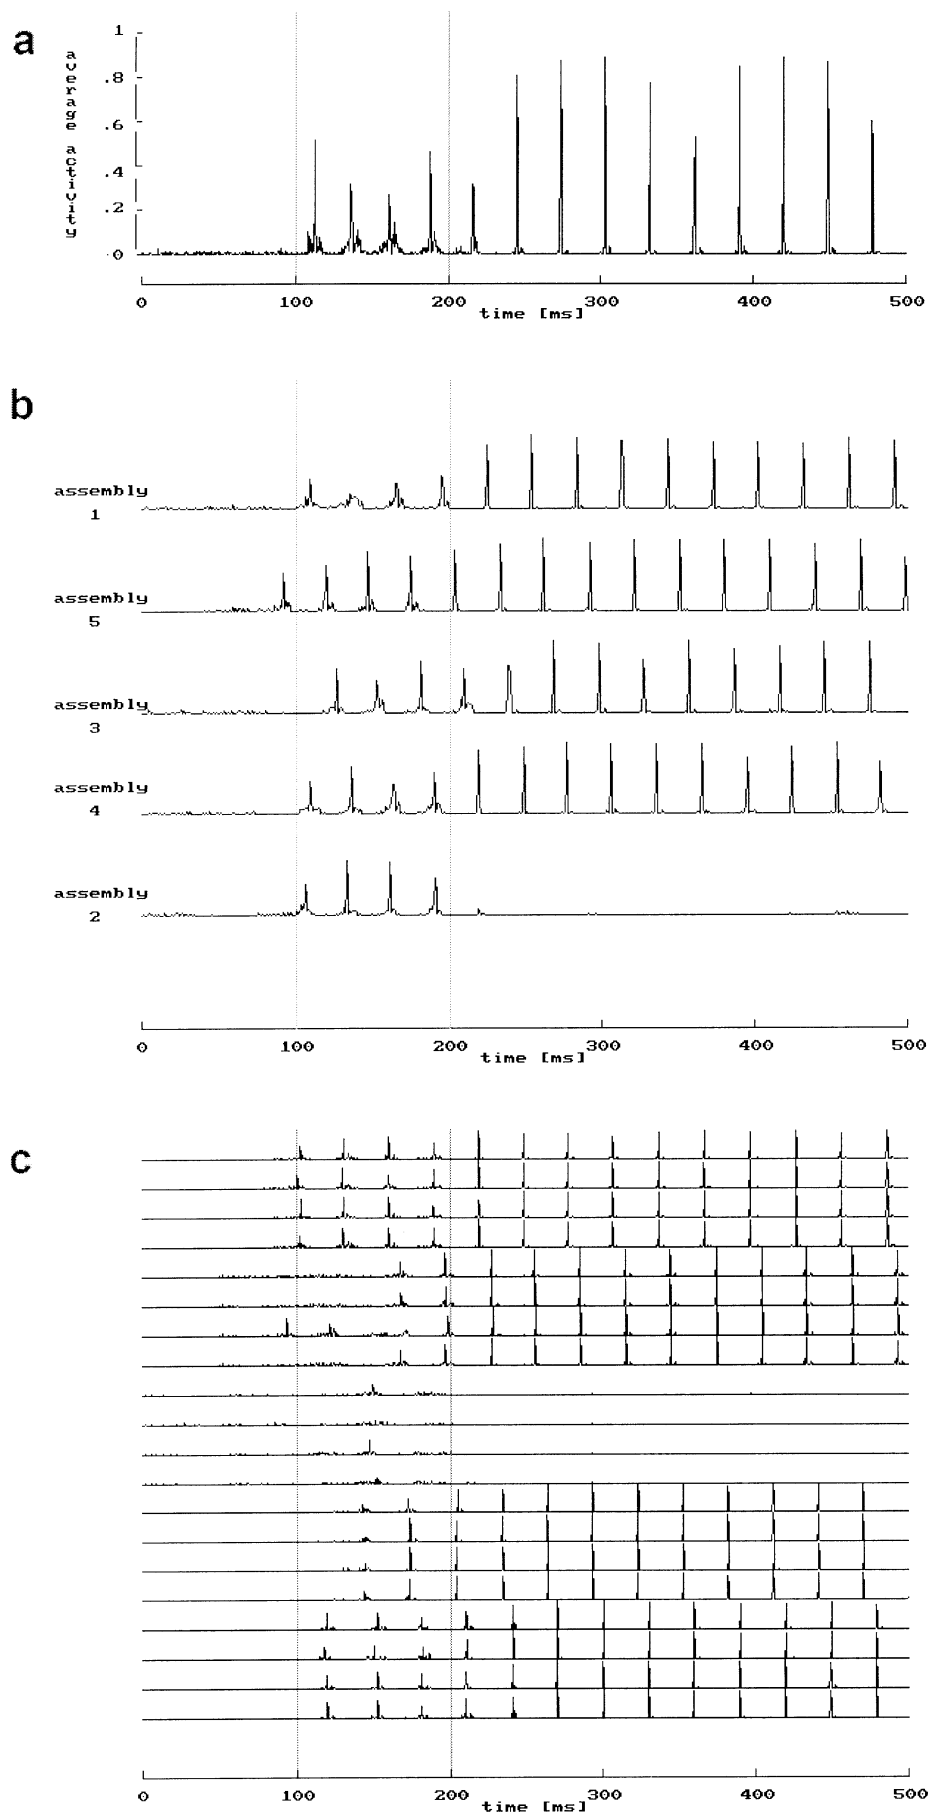 a
average activity
1
.8
.6
.4
.2
0
0 100 200 300 400 500
time [ms]
b
assembly
1
assembly
5
assembly
3
assembly
4
assembly
2
0 100 200 300 400 500
time [ms]
c
0 100 200 300 400 500
time [ms]